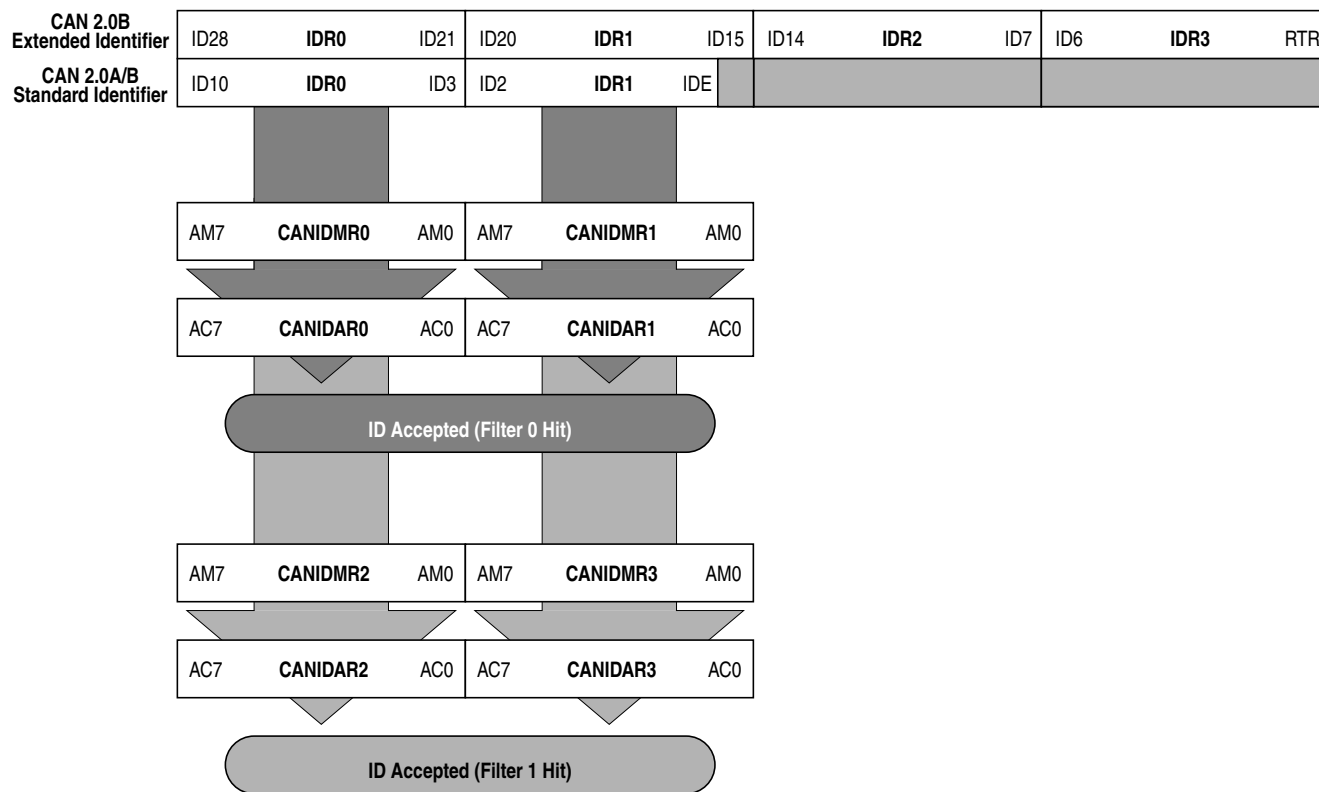 CAN 2.0B
Extended Identifier
ID28 IDR0 ID21 ID20 IDR1 ID15 ID14 IDR2 ID7 ID6 IDR3 RTR
CAN 2.0A/B
Standard Identifier
ID10 IDR0 ID3 ID2 IDR1 IDE
AM7 CANIDMR0 AM0 AM7 CANIDMR1 AM0
AC7 CANIDAR0 AC0 AC7 CANIDAR1 AC0
ID Accepted (Filter 0 Hit)
AM7 CANIDMR2 AM0 AM7 CANIDMR3 AM0
AC7 CANIDAR2 AC0 AC7 CANIDAR3 AC0
ID Accepted (Filter 1 Hit)